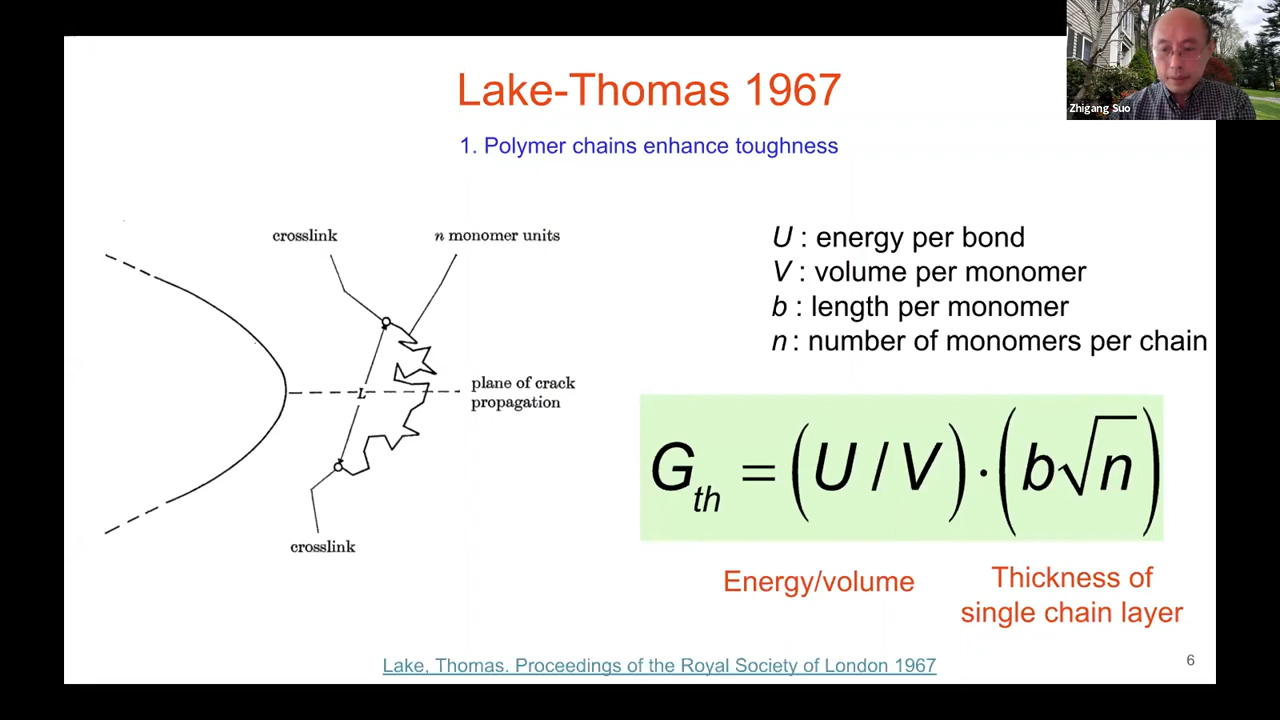 Zhigang Suo
Lake-Thomas 1967
1. Polymer chains enhance toughness
crosslink
n monomer units
L
plane of crack
propagation
crosslink
U : energy per bond
V : volume per monomer
b : length per monomer
n : number of monomers per chain
G_th = (U / V) · (b√n)
Energy/volume
Thickness of
single chain layer
Lake, Thomas. Proceedings of the Royal Society of London 1967
6